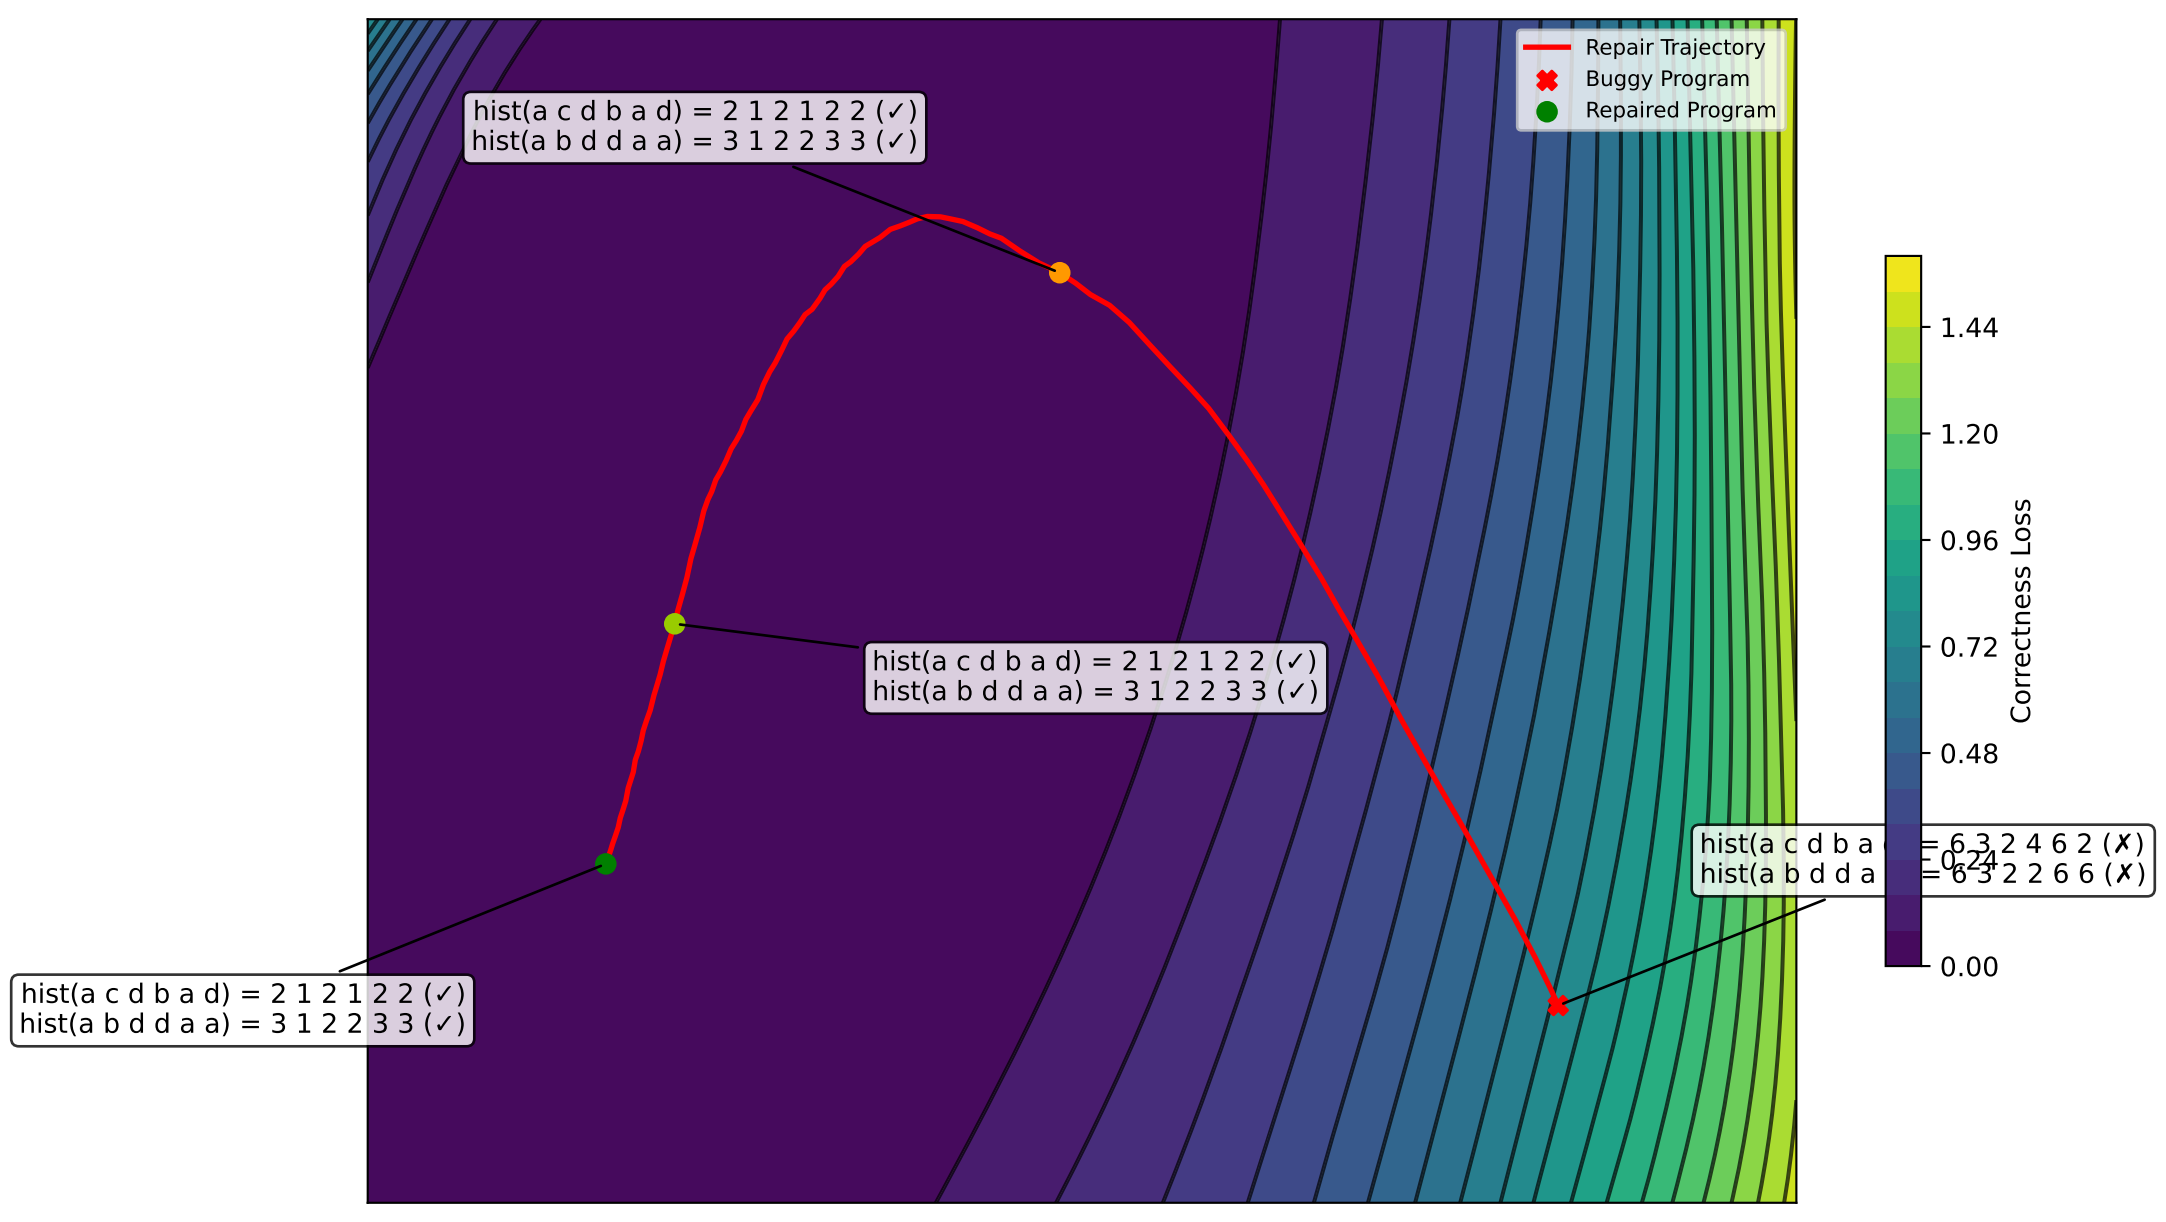 Repair Trajectory
Buggy Program
Repaired Program
hist(a c d b a d) = 2 1 2 1 2 2 (✓)
hist(a b d d a a) = 3 1 2 2 3 3 (✓)
hist(a c d b a d) = 2 1 2 1 2 2 (✓)
hist(a b d d a a) = 3 1 2 2 3 3 (✓)
hist(a c d b a = 6 3 2 4 6 2 (✗)
hist(a b d d a = 6 3 2 2 6 6 (✗)
hist(a c d b a d) = 2 1 2 1 2 2 (✓)
hist(a b d d a a) = 3 1 2 2 3 3 (✓)
1.44
1.20
0.96
0.72
0.48
0.24
0.00
Correctness Loss